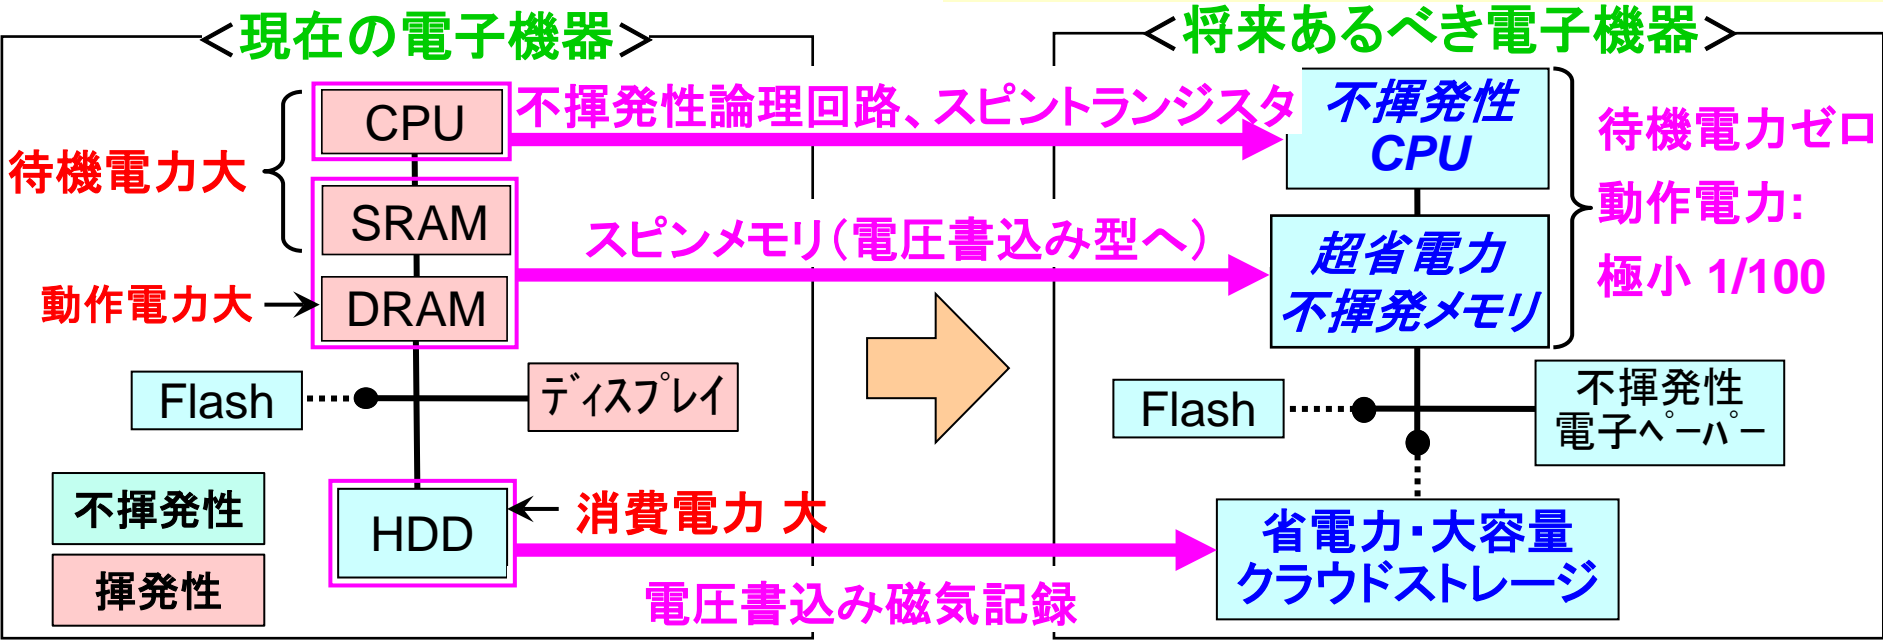 ＜現在の電子機器＞
＜将来あるべき電子機器＞
CPU
不揮発性論理回路、スピントランジスタ
不揮発性
CPU
待機電力ゼロ
待機電力大
動作電力:
極小 1/100
SRAM
スピンメモリ（電圧書込み型へ）
超省電力
不揮発メモリ
動作電力大
DRAM
Flash
ディスプレイ
Flash
不揮発性
電子ペーパー
不揮発性
揮発性
HDD
消費電力 大
省電力・大容量
クラウドストレージ
電圧書込み磁気記録